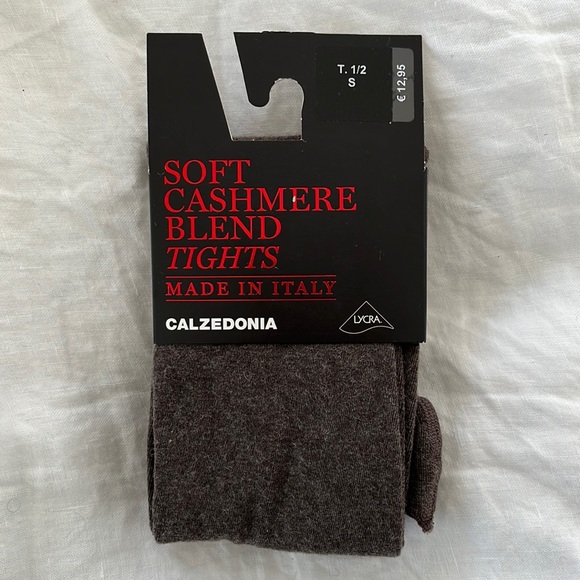 T. 1/2
S
€ 12,95
SOFT
CASHMERE
BLEND
TIGHTS
MADE IN ITALY
CALZEDONIA
LYCRA